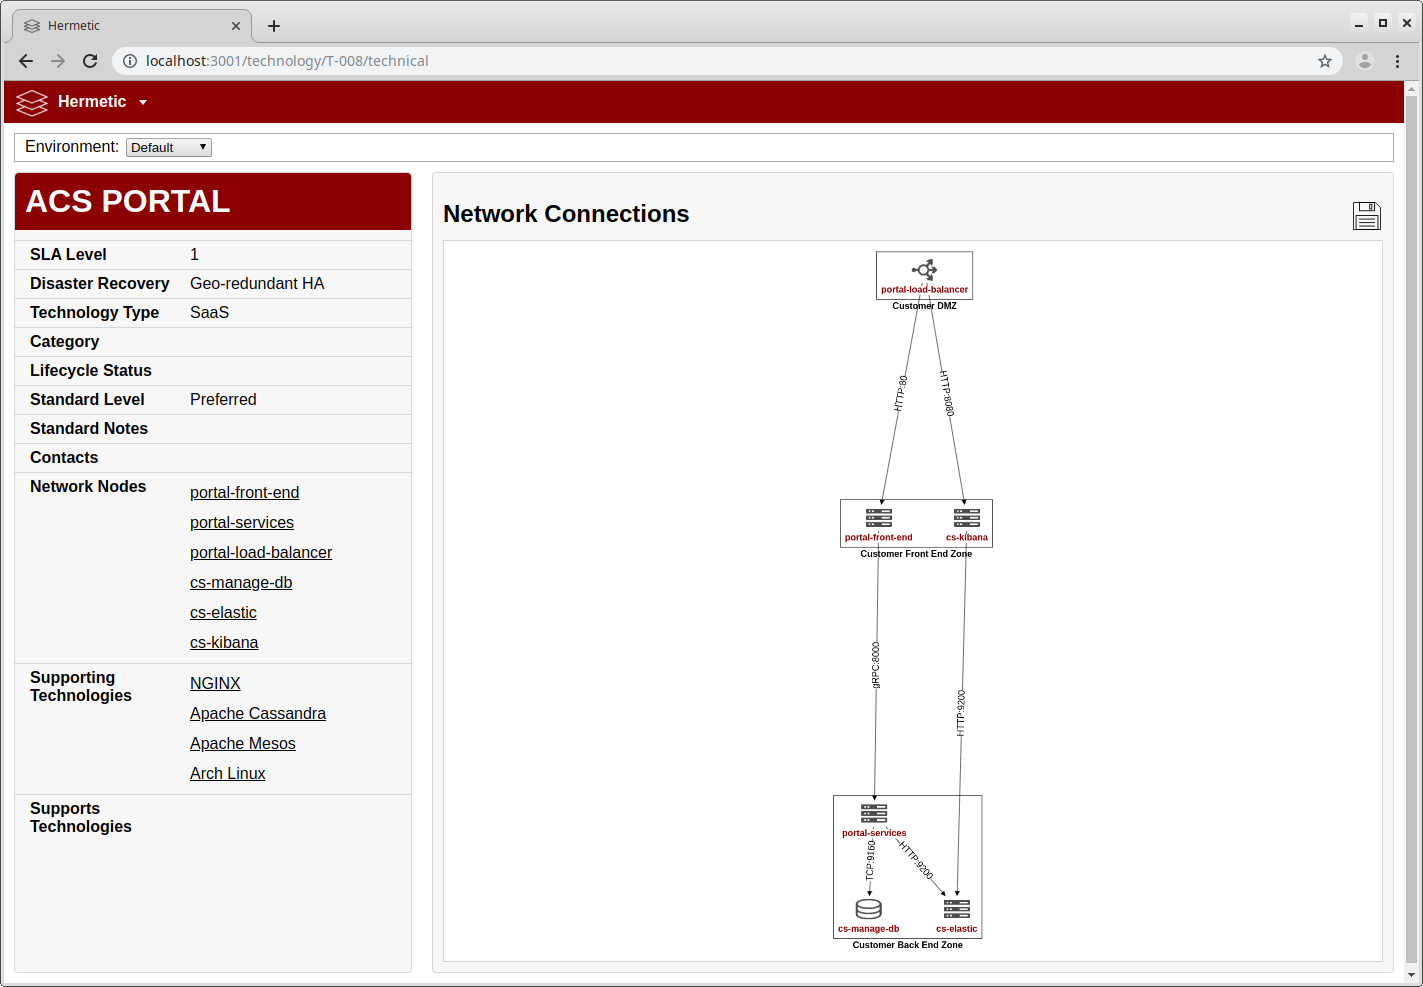 Hermetic
localhost:3001/technology/T-008/technical
Hermetic
Environment: Default
ACS PORTAL
SLA Level 1
Disaster Recovery Geo-redundant HA
Technology Type SaaS
Category
Lifecycle Status
Standard Level Preferred
Standard Notes
Contacts
Network Nodes portal-front-end
portal-services
portal-load-balancer
cs-manage-db
cs-elastic
cs-kibana
Supporting
Technologies
NGINX
Apache Cassandra
Apache Mesos
Arch Linux
Supports
Technologies
Network Connections
portal-load-balancer
Customer DMZ
HTTP:80
HTTP:8080
portal-front-end
cs-kibana
Customer Front End Zone
gRPC:8000
HTTP:9200
portal-services
TCP:9160
HTTP:9200
cs-manage-db
cs-elastic
Customer Back End Zone